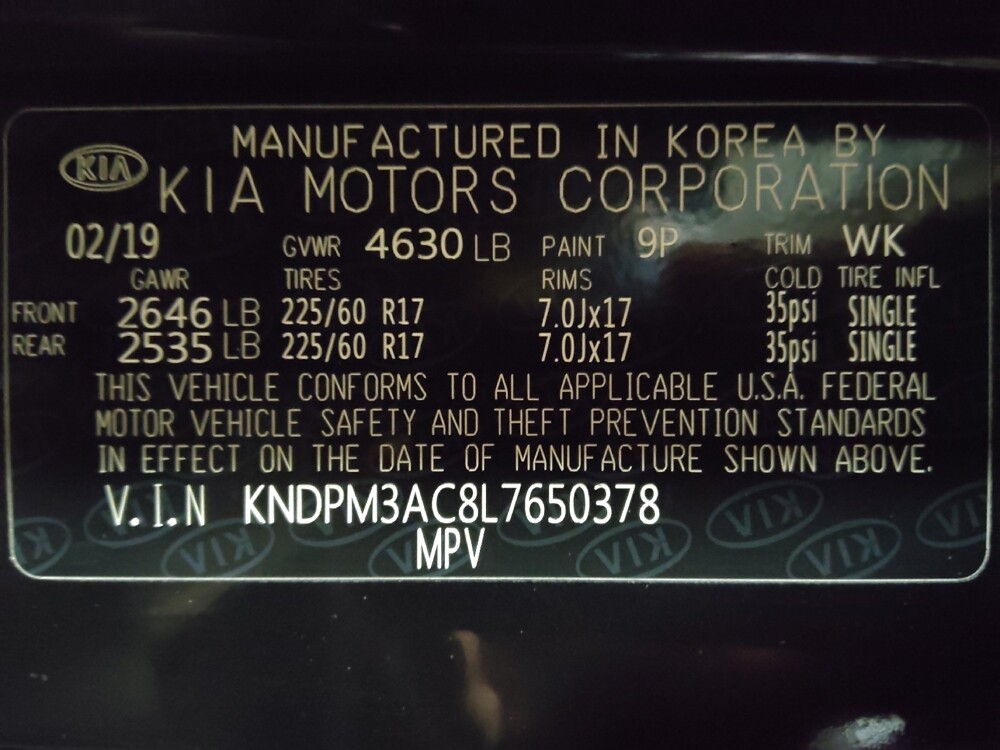 MANUFACTURED IN KOREA BY
KIA KIA MOTORS CORPORATION
02/19 GVWR 4630 LB PAINT 9P TRIM WK
GAWR TIRES RIMS COLD TIRE INFL
FRONT 2646 LB 225/60 R17 7.0Jx17 35psi SINGLE
REAR 2535 LB 225/60 R17 7.0Jx17 35psi SINGLE
THIS VEHICLE CONFORMS TO ALL APPLICABLE U.S.A. FEDERAL
MOTOR VEHICLE SAFETY AND THEFT PREVENTION STANDARDS
IN EFFECT ON THE DATE OF MANUFACTURE SHOWN ABOVE.
V.I.N KNDPM3AC8L7650378
MPV